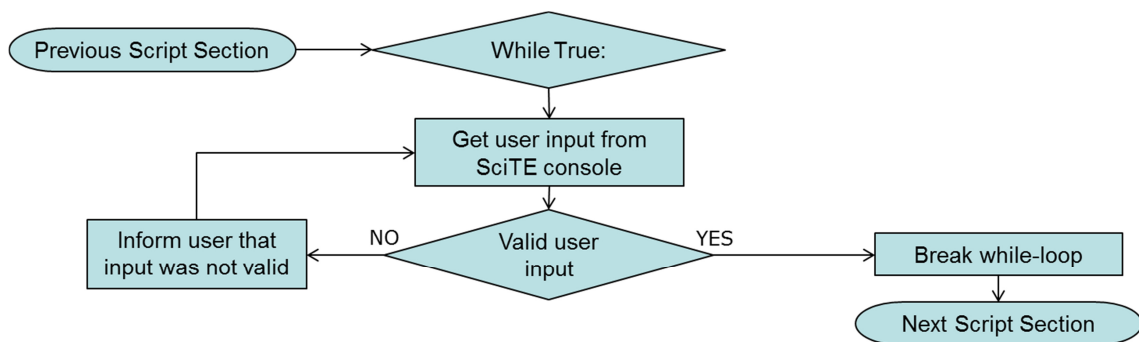 Previous Script Section
While True:
Get user input from
SciTE console
NO
Valid user
input
YES
Inform user that
input was not valid
Break while-loop
Next Script Section